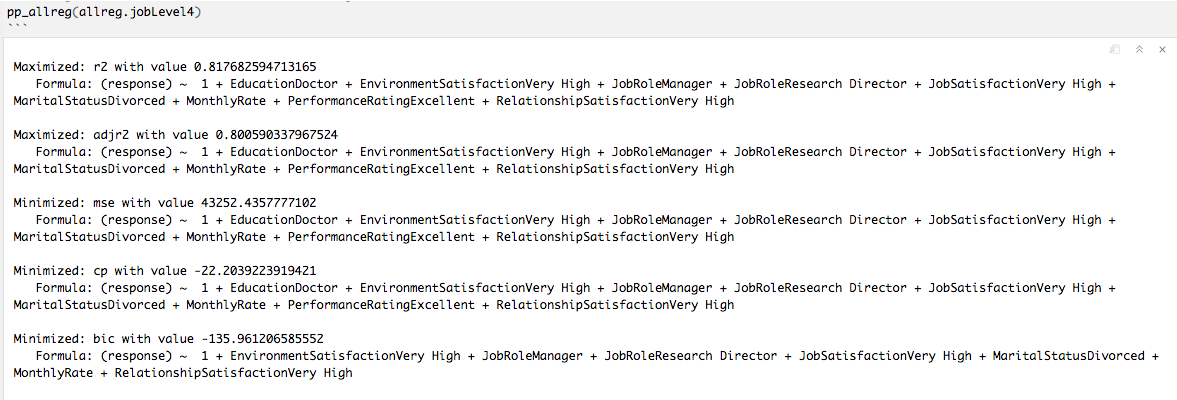 pp_allreg(allreg.jobLevel4)
```
Maximized: r2 with value 0.817682594713165
Formula: (response) ~ 1 + EducationDoctor + EnvironmentSatisfactionVery High + JobRoleManager + JobRoleResearch Director + JobSatisfactionVery High +
MaritalStatusDivorced + MonthlyRate + PerformanceRatingExcellent + RelationshipSatisfactionVery High
Maximized: adjr2 with value 0.800590337967524
Formula: (response) ~ 1 + EducationDoctor + EnvironmentSatisfactionVery High + JobRoleManager + JobRoleResearch Director + JobSatisfactionVery High +
MaritalStatusDivorced + MonthlyRate + PerformanceRatingExcellent + RelationshipSatisfactionVery High
Minimized: mse with value 43252.4357777102
Formula: (response) ~ 1 + EducationDoctor + EnvironmentSatisfactionVery High + JobRoleManager + JobRoleResearch Director + JobSatisfactionVery High +
MaritalStatusDivorced + MonthlyRate + PerformanceRatingExcellent + RelationshipSatisfactionVery High
Minimized: cp with value -22.2039223919421
Formula: (response) ~ 1 + EducationDoctor + EnvironmentSatisfactionVery High + JobRoleManager + JobRoleResearch Director + JobSatisfactionVery High +
MaritalStatusDivorced + MonthlyRate + PerformanceRatingExcellent + RelationshipSatisfactionVery High
Minimized: bic with value -135.961206585552
Formula: (response) ~ 1 + EnvironmentSatisfactionVery High + JobRoleManager + JobRoleResearch Director + JobSatisfactionVery High + MaritalStatusDivorced +
MonthlyRate + RelationshipSatisfactionVery High